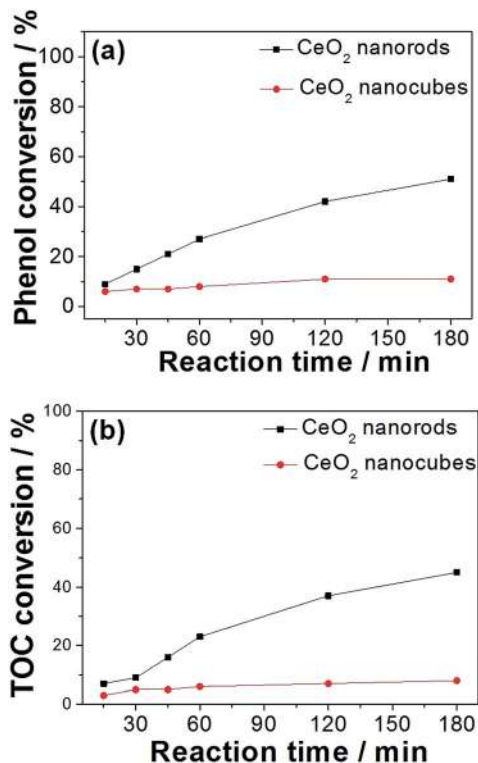 (a)
CeO₂ nanorods
CeO₂ nanocubes
Phenol conversion / %
100
80
60
40
20
0
30 60 90 120 150 180
Reaction time / min
(b)
CeO₂ nanorods
CeO₂ nanocubes
TOC conversion / %
100
80
60
40
20
0
30 60 90 120 150 180
Reaction time / min